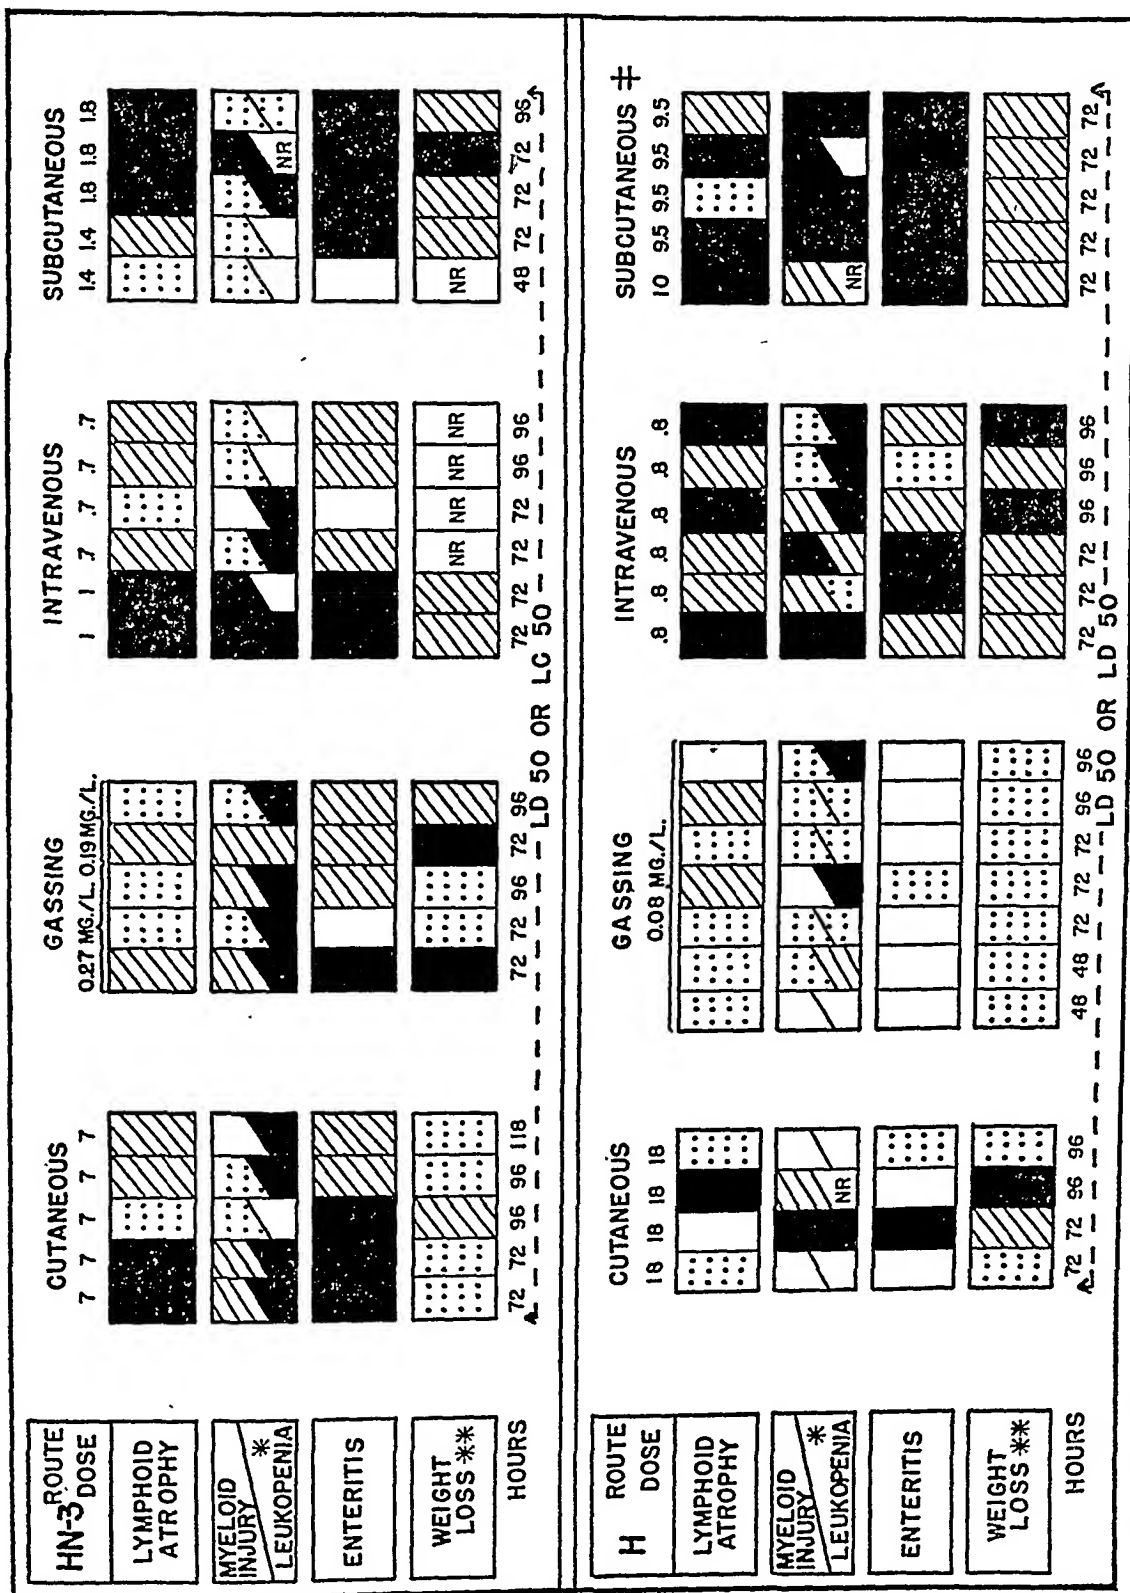 HN-3 ROUTE CUTANEOUS GASSING INTRAVENOUS SUBCUTANEOUS
DOSE 7 7 7 7 7 0.27 MG./L. 0.19 MG./L. 1 1 .7 .7 .7 .7 1.4 1.4 1.8 1.8 1.8
LYMPHOID
ATROPHY
MYELOID
INJURY *
LEUKOPENIA NR
ENTERITIS
WEIGHT NR NR NR NR NR
LOSS **
HOURS 72 72 96 96 118 72 72 96 72 96 72 72 72 72 96 96 48 72 72 72 96
LD 50 OR LC 50
H ROUTE CUTANEOUS GASSING INTRAVENOUS SUBCUTANEOUS ‡
DOSE 18 18 18 18 0.08 MG./L. .8 .8 .8 .8 .8 .8 10 9.5 9.5 9.5 9.5
LYMPHOID
ATROPHY
MYELOID
INJURY *
LEUKOPENIA NR NR
ENTERITIS
WEIGHT
LOSS **
HOURS 72 72 96 96 48 48 72 72 72 96 96 72 72 72 96 96 96 72 72 72 72 72
LD 50 OR LD 50